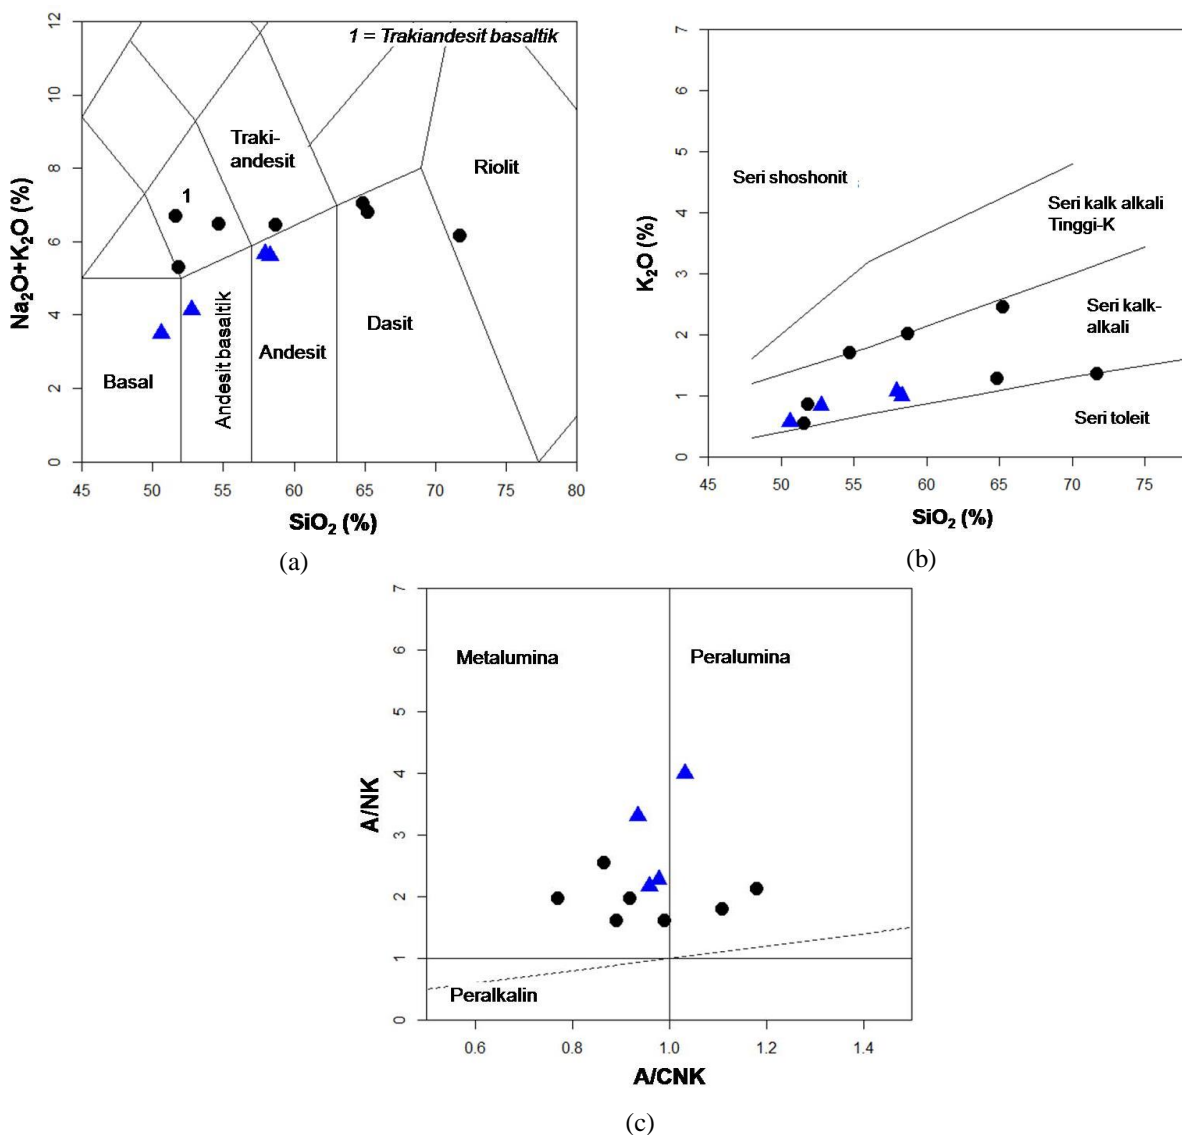 1 = Trakiandesit basaltik
12
10
8
6
4
2
0
Na₂O+K₂O (%)
Traki-
andesit
1
Riolit
Basal
Andesit basaltik
Andesit
Dasit
45 50 55 60 65 70 75 80
SiO₂ (%)
(a)
7
6
5
4
3
2
1
0
K₂O (%)
Seri shoshonit
Seri kalk alkali
Tinggi-K
Seri kalk-
alkali
Seri toleit
45 50 55 60 65 70 75
SiO₂ (%)
(b)
7
6
5
4
3
2
1
0
A/NK
Metalumina
Peralumina
Peralkalin
0.6 0.8 1.0 1.2 1.4
A/CNK
(c)